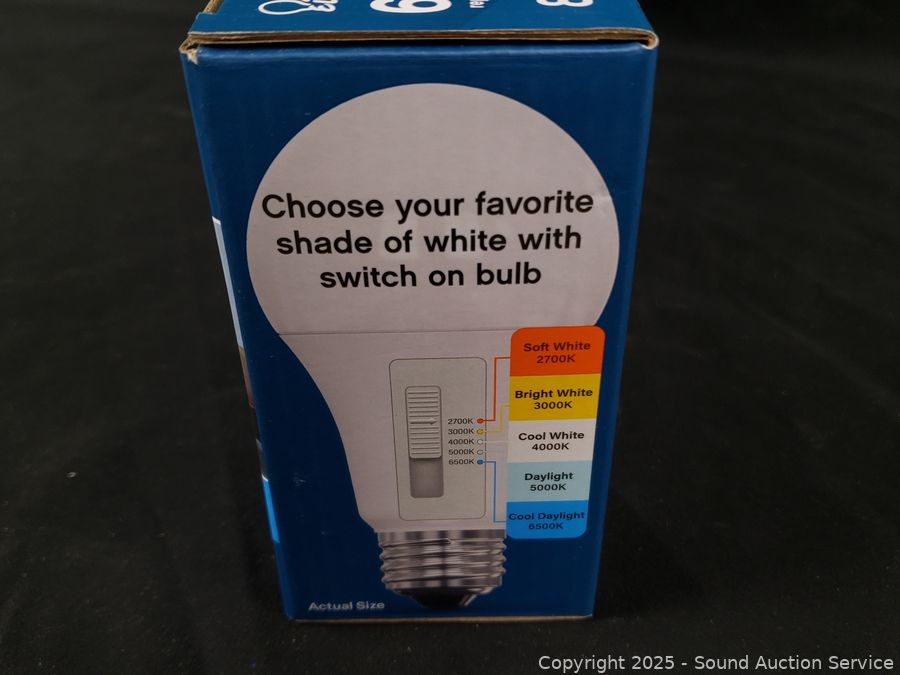 Choose your favorite
shade of white with
switch on bulb
Soft White
2700K
Bright White
3000K
Cool White
4000K
Daylight
5000K
Cool Daylight
6500K
2700K
3000K
4000K
5000K
6500K
Actual Size
Copyright 2025 - Sound Auction Service